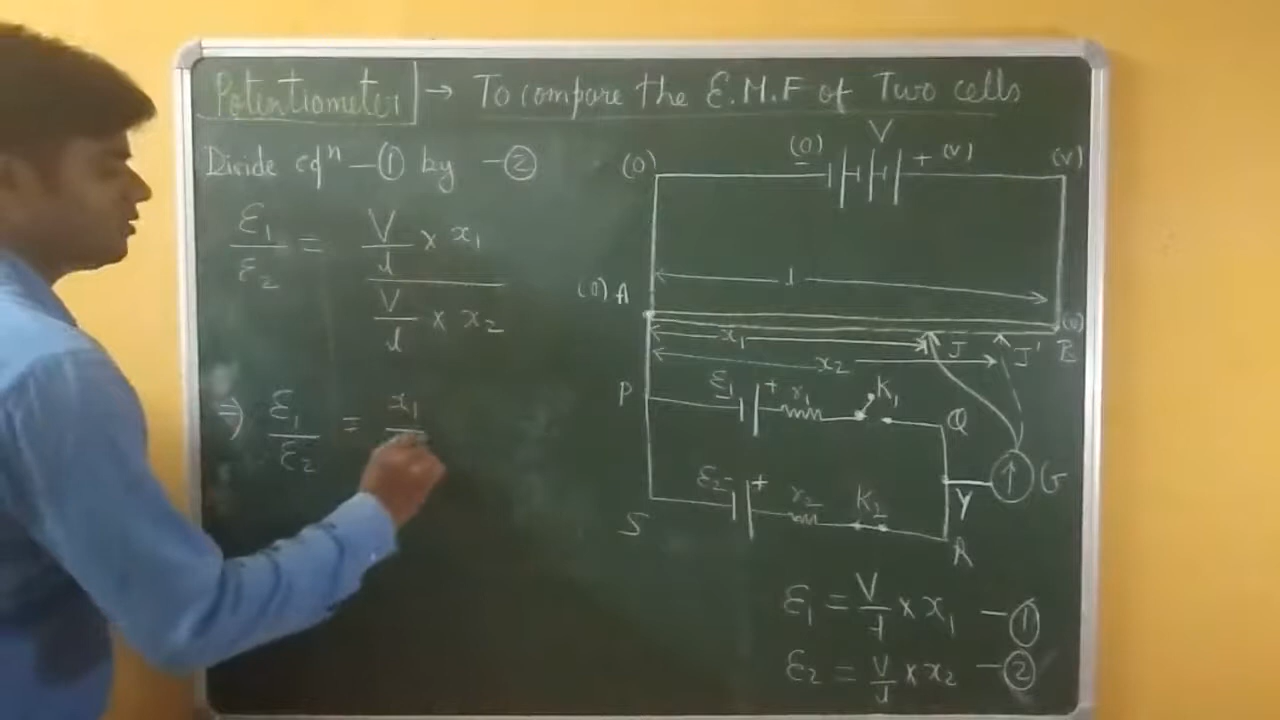 Potentiometer → To compare the E.M.F of Two cells
Divide eqⁿ –① by –②
ε₁/ε₂ = (V/l × x₁)/(V/l × x₂)
⇒ ε₁/ε₂ = x₁/
V
(0) (0) – + (V) (V)
l
(0) A (V)
x₁ J J' B
x₂
P ε₁ + r₁ K₁ Q
ε₂ – + r₂ K₂ Y G
S R
ε₁ = V/l × x₁ –①
ε₂ = V/l × x₂ –②